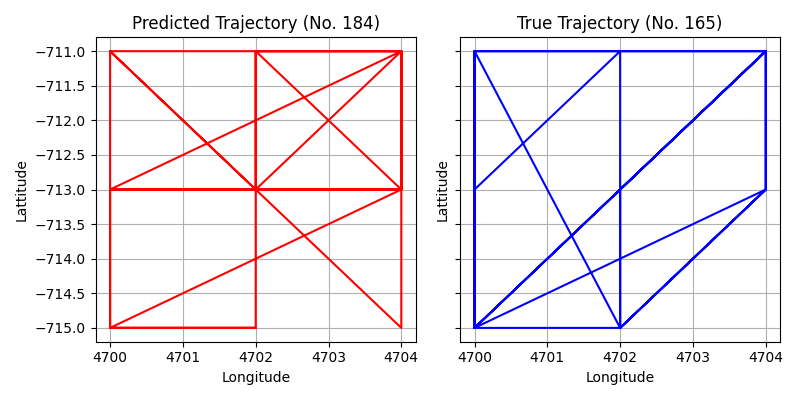 Predicted Trajectory (No. 184)
True Trajectory (No. 165)
Lattitude
−711.0
−711.5
−712.0
−712.5
−713.0
−713.5
−714.0
−714.5
−715.0
4700 4701 4702 4703 4704
Longitude
Lattitude
4700 4701 4702 4703 4704
Longitude